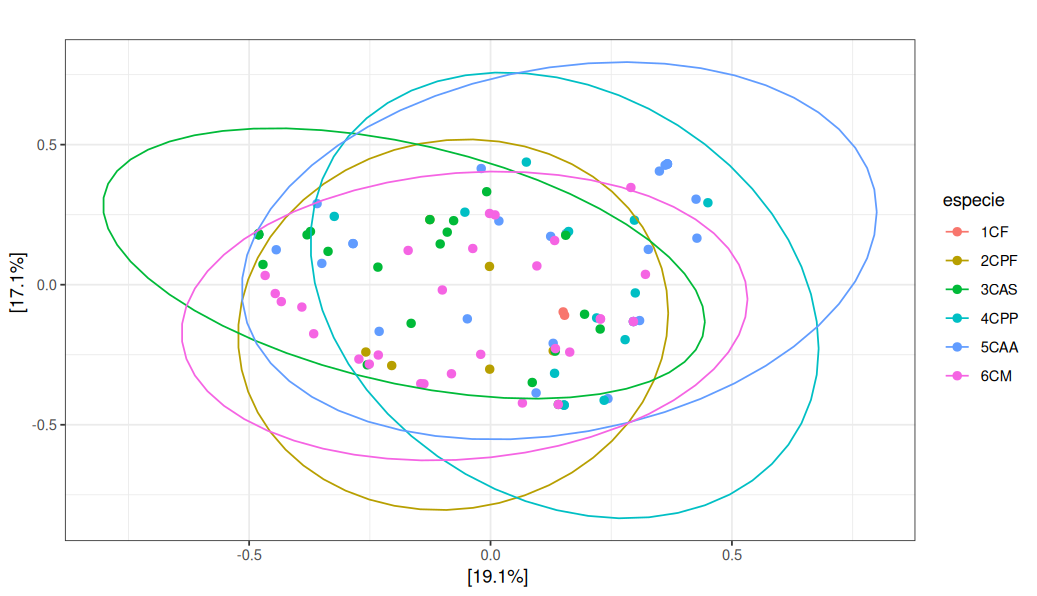 0.5
0.0
-0.5
[17.1%]
-0.5
0.0
0.5
[19.1%]
especie
1CF
2CPF
3CAS
4CPP
5CAA
6CM